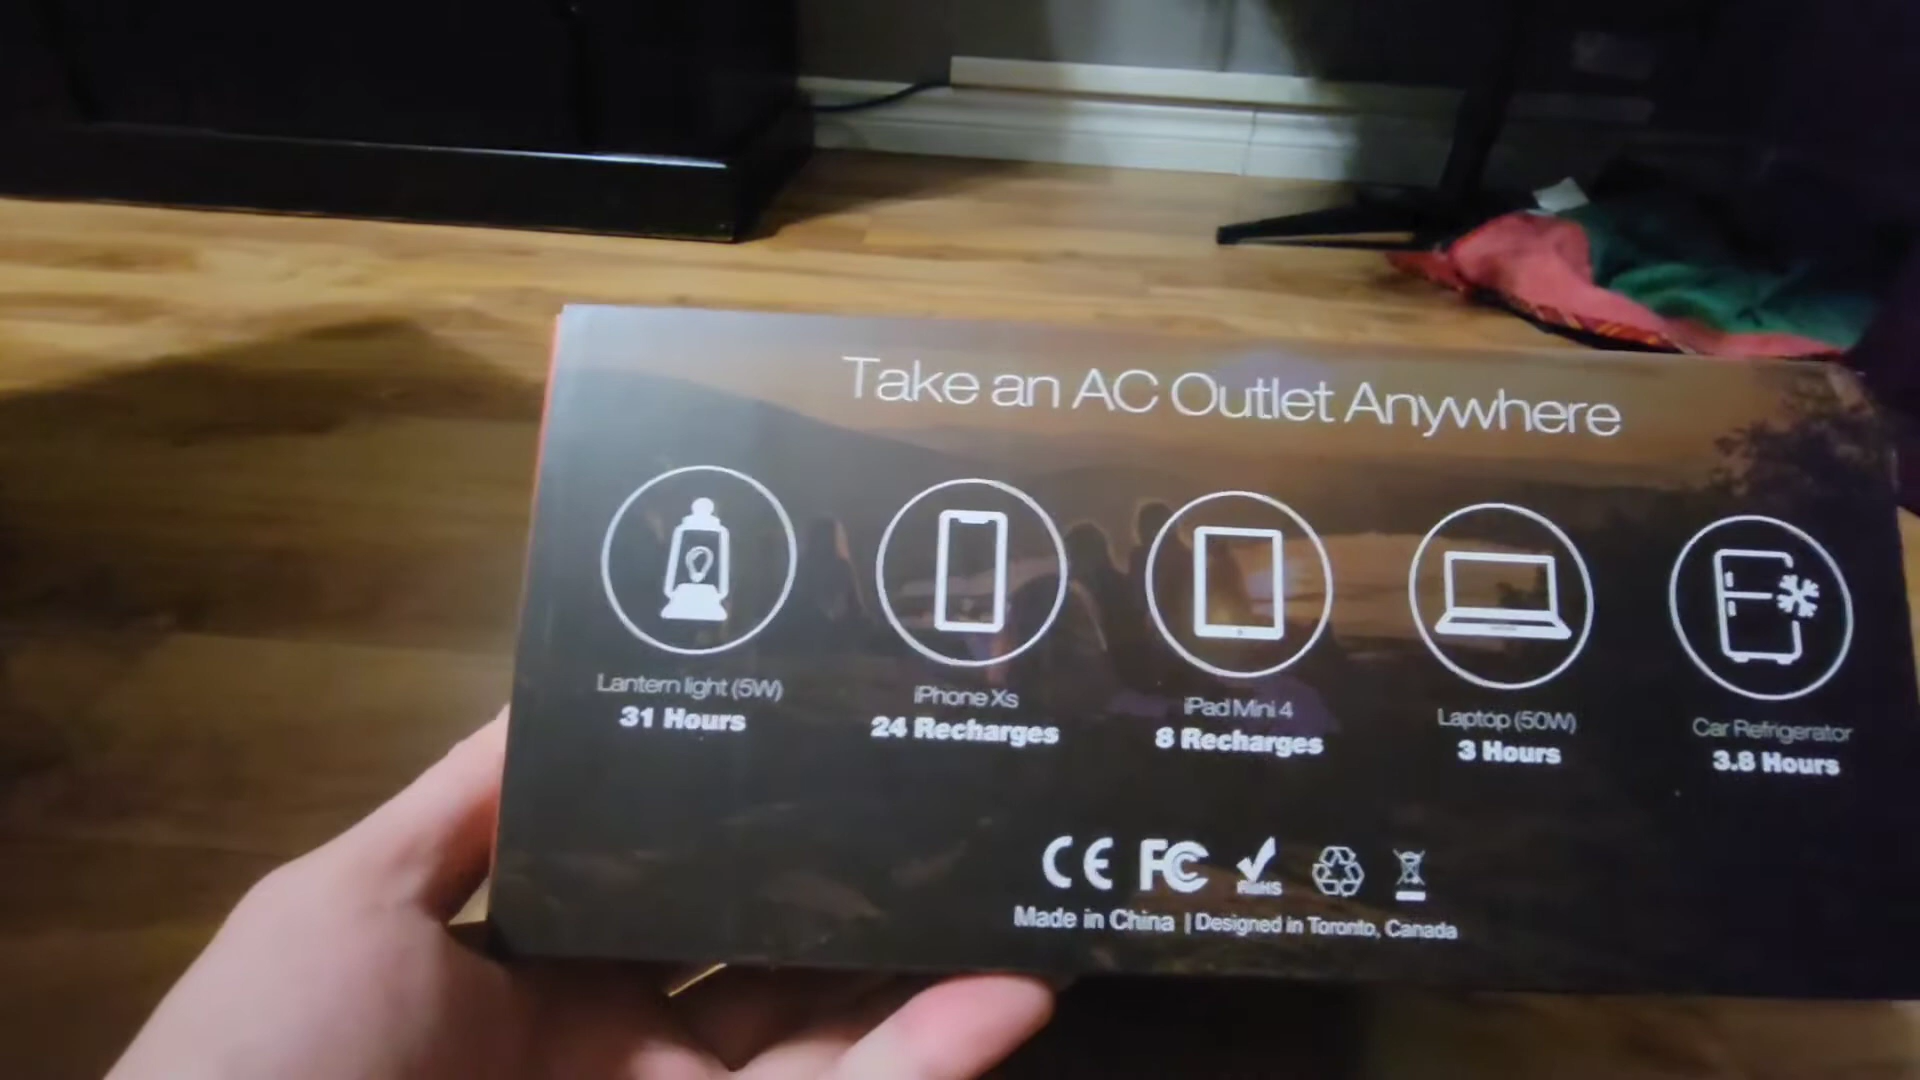 Take an AC Outlet Anywhere
Lantern light (5W)
31 Hours
iPhone Xs
24 Recharges
iPad Mini 4
8 Recharges
Laptop (50W)
3 Hours
Car Refrigerator
3.8 Hours
CE FC RoHS
Made in China | Designed in Toronto, Canada